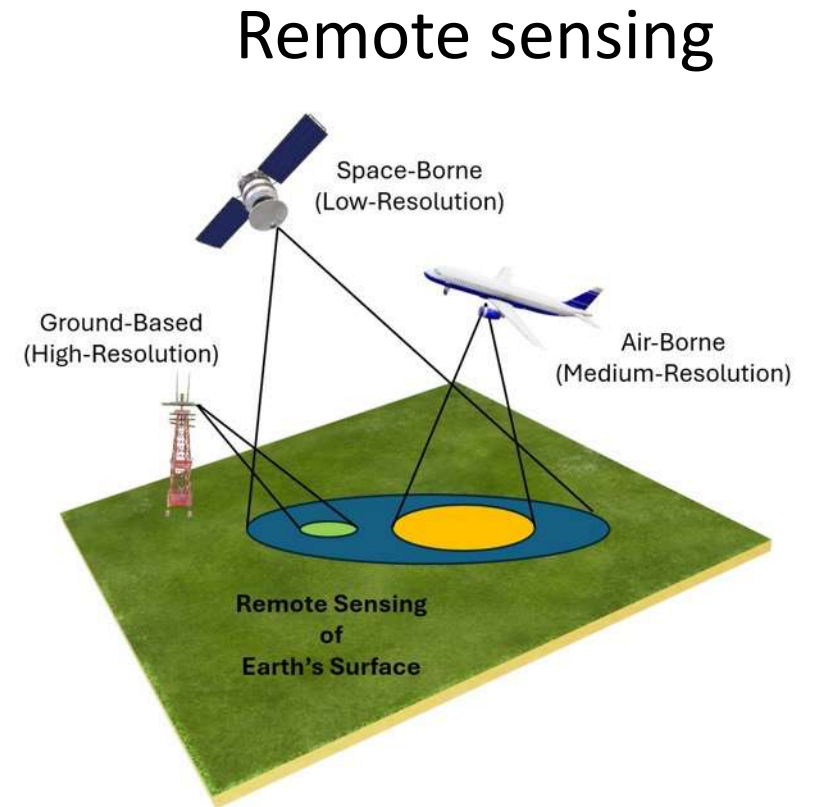 Remote sensing
Space-Borne
(Low-Resolution)
Ground-Based
(High-Resolution)
Air-Borne
(Medium-Resolution)
Remote Sensing
of
Earth's Surface